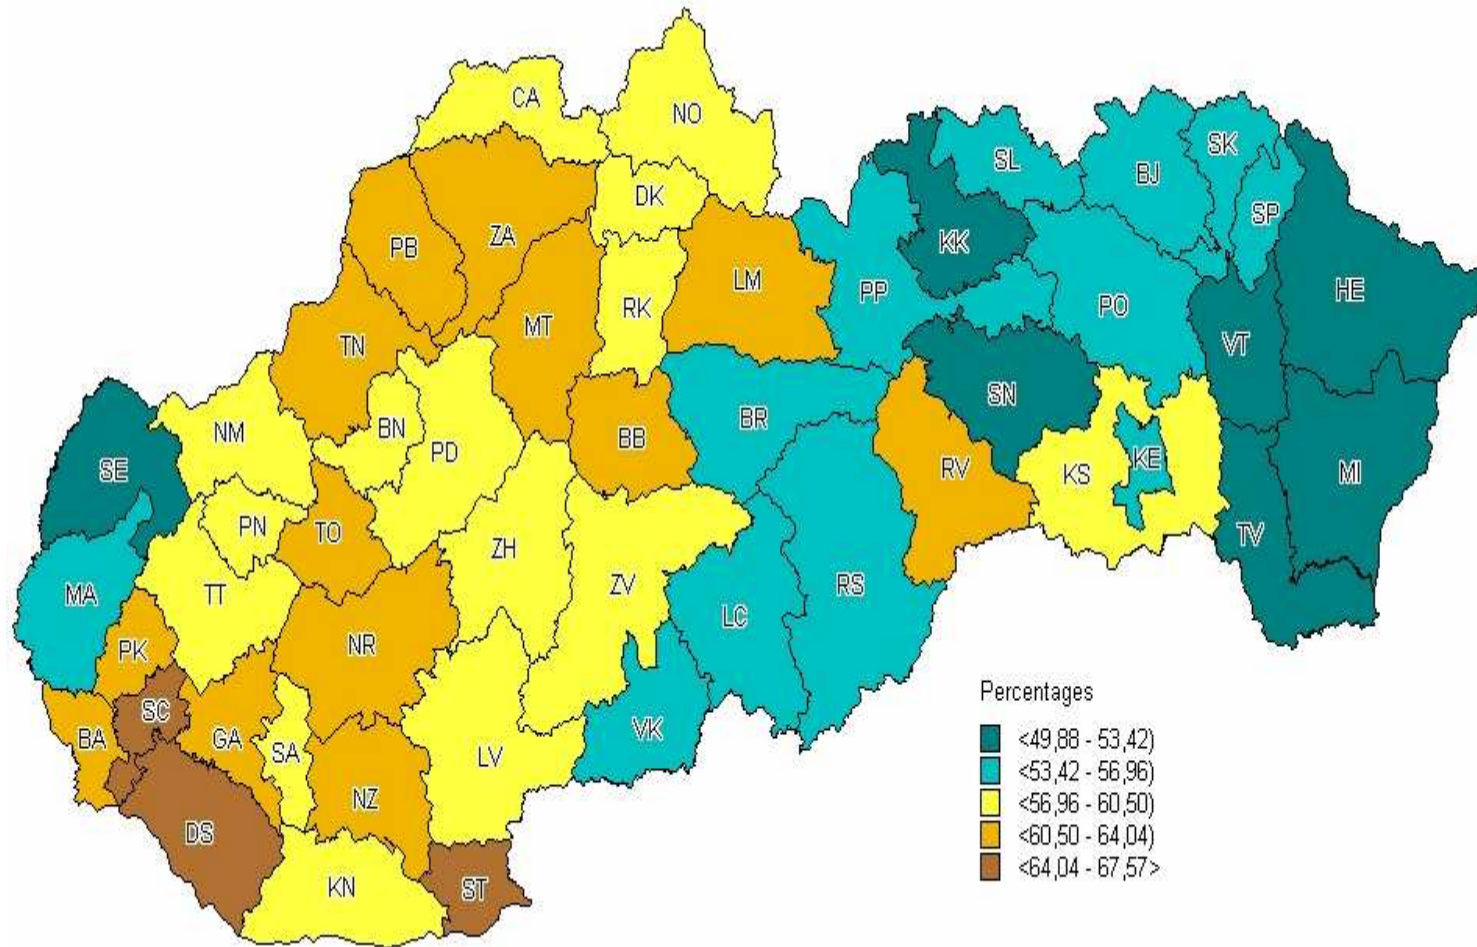 CA
NO
SL
BJ
SK
SP
DK
ZA
PB
KK
HE
LM
PP
RK
MT
PO
TN
VT
SN
BR
NM
BN
BB
PD
SE
RV
KS
KE
MI
PN
TO
ZH
TV
ZV
RS
TT
MA
LC
NR
PK
SC
BA
GA
SA
VK
LV
NZ
DS
KN
ST
Percentages
<49,88 - 53,42)
<53,42 - 56,96)
<56,96 - 60,50)
<60,50 - 64,04)
<64,04 - 67,57>